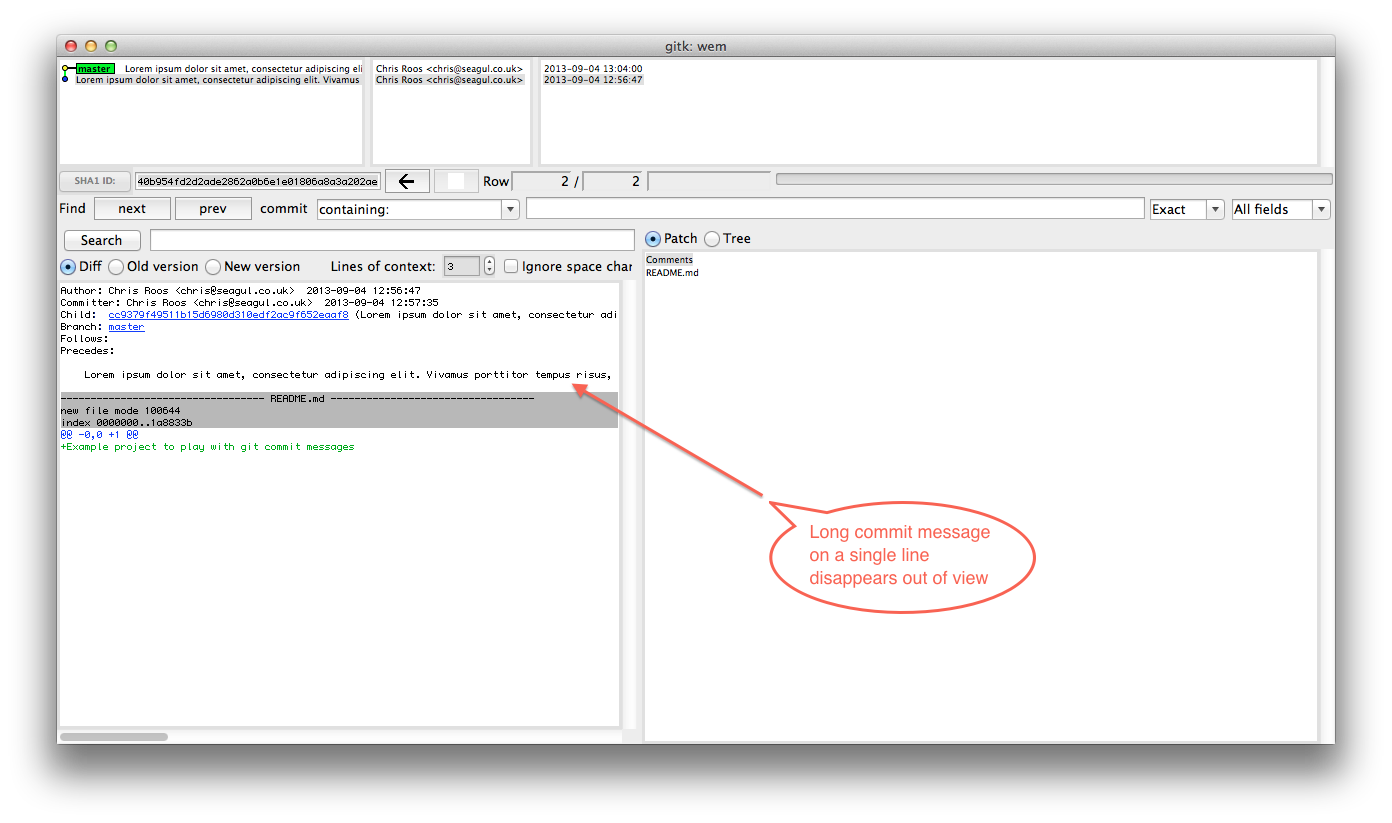 gitk: wem
master Lorem ipsum dolor sit amet, consectetur adipiscing eli
Lorem ipsum dolor sit amet, consectetur adipiscing elit. Vivamus
Chris Roos <chris@seagul.co.uk>
Chris Roos <chris@seagul.co.uk>
2013-09-04 13:04:00
2013-09-04 12:56:47
SHA1 ID: 40b954fd2d2ade2862a0b6e1e01806a8a3a202ae Row 2 / 2
Find next prev commit containing: Exact All fields
Search
Diff Old version New version Lines of context: 3 Ignore space char
Author: Chris Roos <chris@seagul.co.uk> 2013-09-04 12:56:47
Committer: Chris Roos <chris@seagul.co.uk> 2013-09-04 12:57:35
Child: cc9379f49511b15d6980d310edf2ac9f652eaaf8 (Lorem ipsum dolor sit amet, consectetur adi
Branch: master
Follows:
Precedes:
Lorem ipsum dolor sit amet, consectetur adipiscing elit. Vivamus porttitor tempus risus,
---------------------------------- README.md ----------------------------------
new file mode 100644
index 0000000..1a8833b
@@ -0,0 +1 @@
+Example project to play with git commit messages
Patch Tree
Comments
README.md
Long commit message
on a single line
disappears out of view